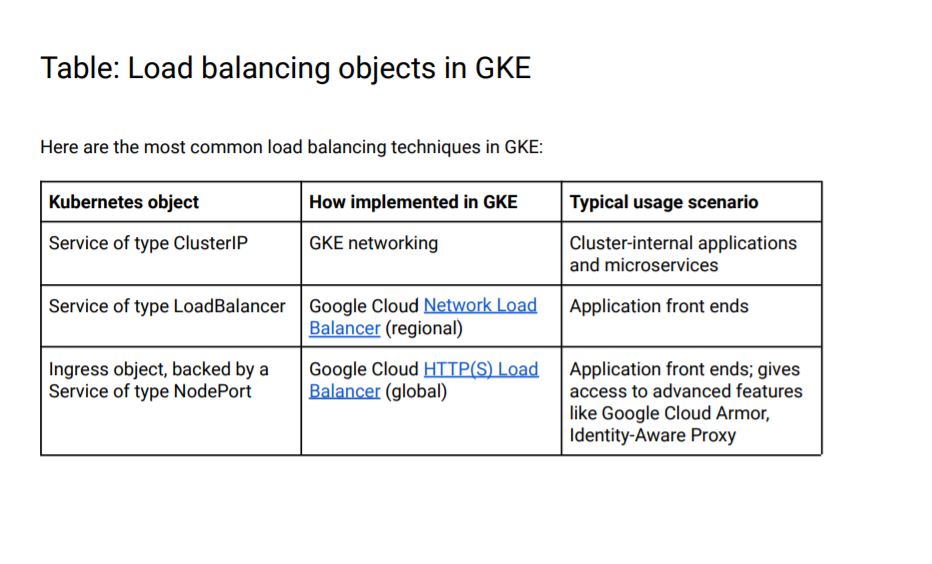 Table: Load balancing objects in GKE
Here are the most common load balancing techniques in GKE:
Kubernetes object
How implemented in GKE
Typical usage scenario
Service of type ClusterIP
GKE networking
Cluster-internal applications
and microservices
Service of type LoadBalancer
Google Cloud Network Load
Balancer (regional)
Application front ends
Ingress object, backed by a
Service of type NodePort
Google Cloud HTTP(S) Load
Balancer (global)
Application front ends; gives
access to advanced features
like Google Cloud Armor,
Identity-Aware Proxy